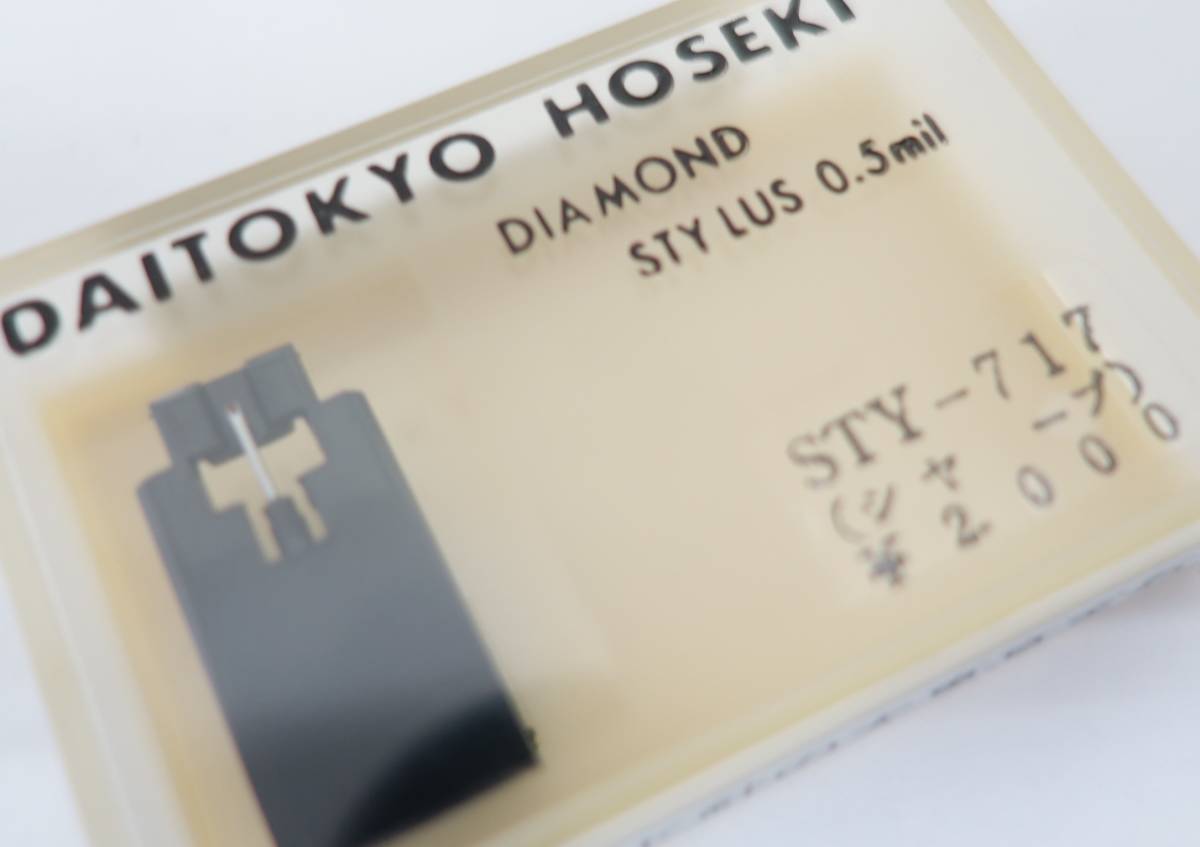 DAITOKYO HOSEKI
DIAMOND
STYLUS 0.5mil
STY-717
(シャープ)
¥2000